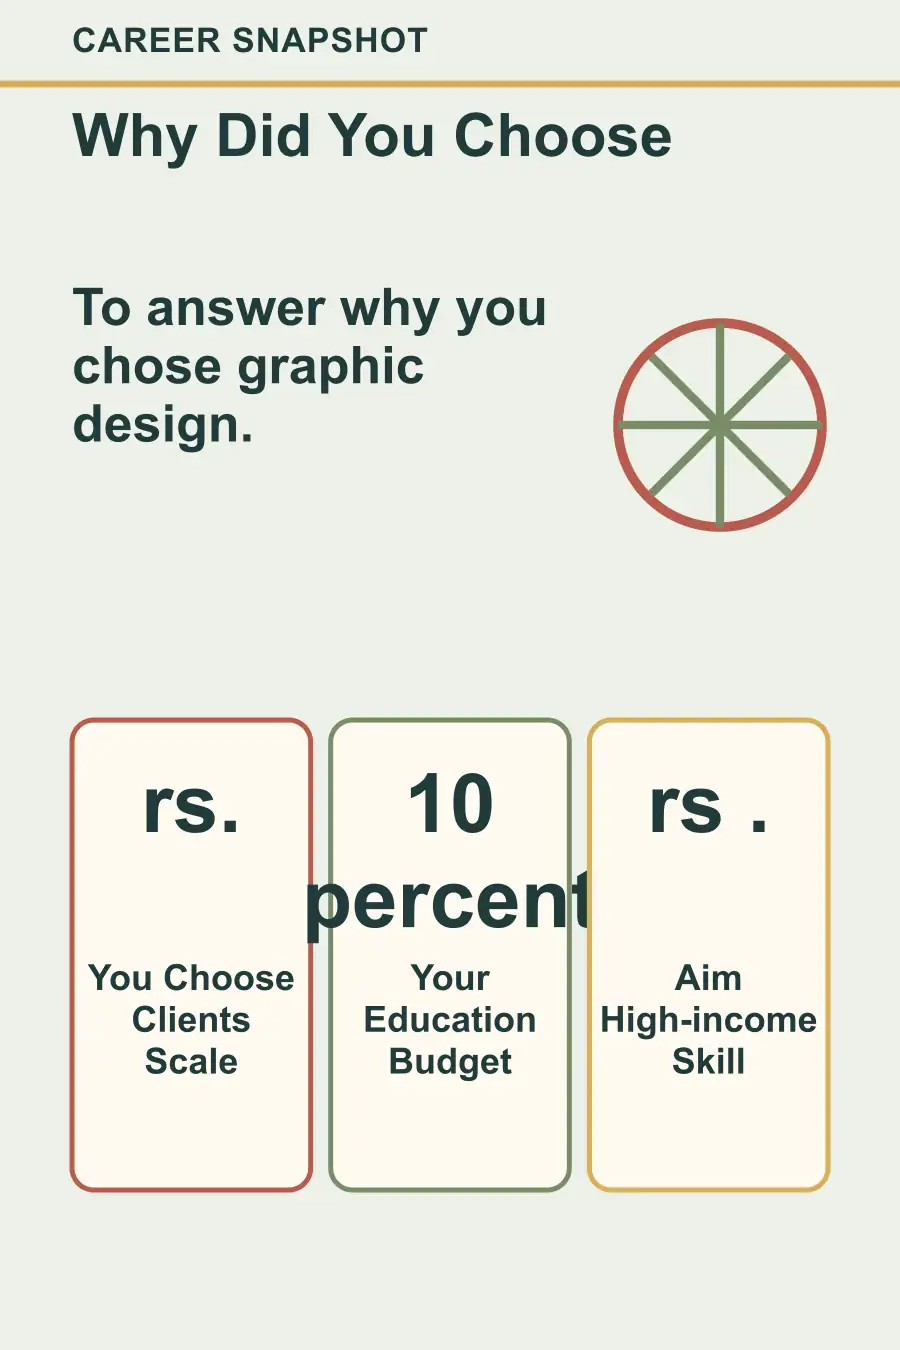 CAREER SNAPSHOT
Why Did You Choose
To answer why you
chose graphic
design.
rs.
You Choose
Clients
Scale
10
percent
Your
Education
Budget
rs .
Aim
High-income
Skill